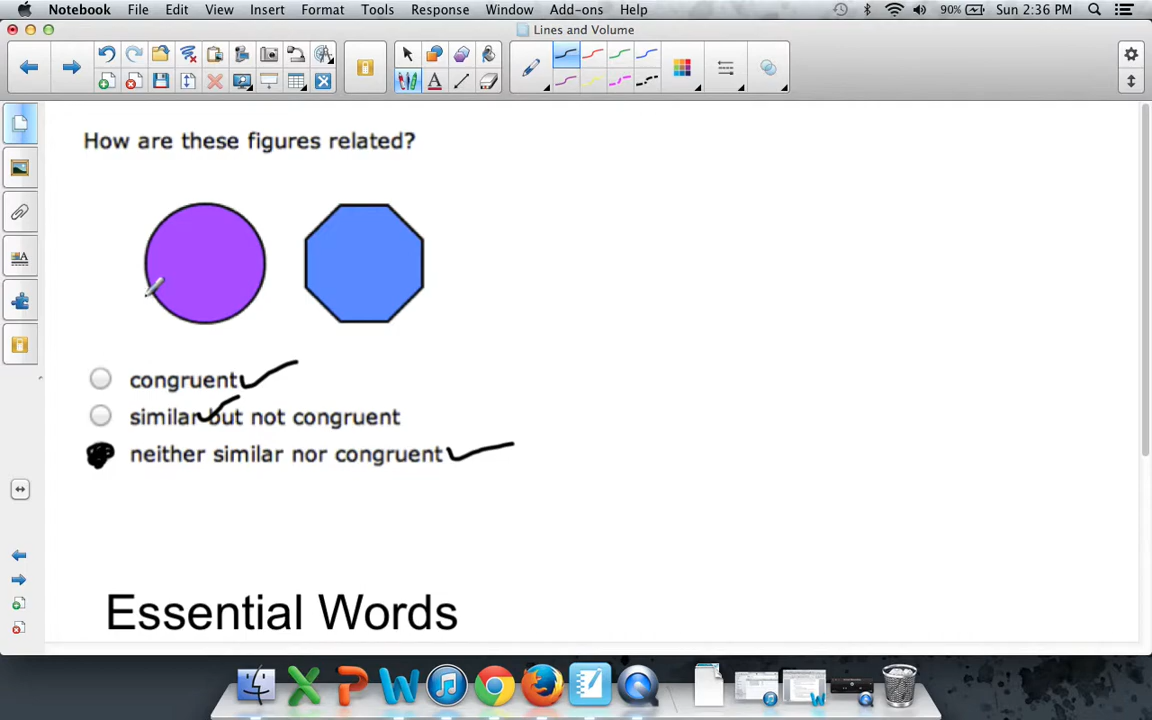 Notebook File Edit View Insert Format Tools Response Window Add-ons Help 90% Sun 2:36 PM
Lines and Volume
How are these figures related?
congruent
similar but not congruent
neither similar nor congruent
Essential Words